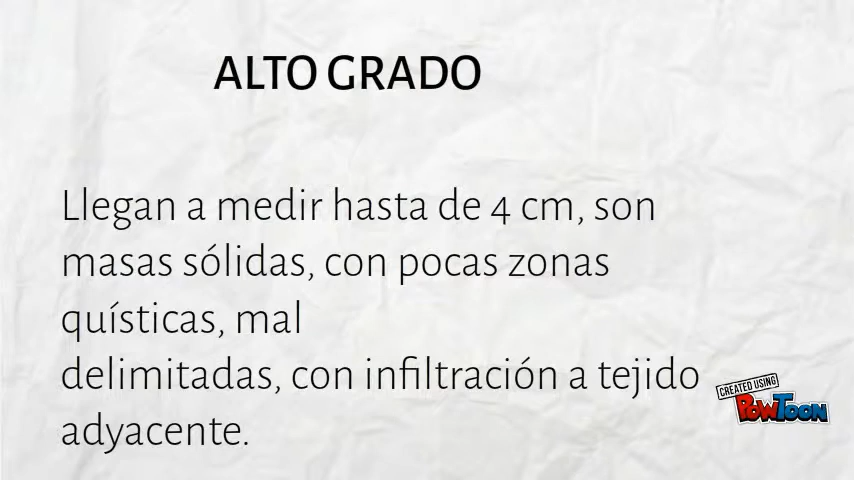 ALTO GRADO
Llegan a medir hasta de 4 cm, son
masas sólidas, con pocas zonas
quísticas, mal
delimitadas, con infiltración a tejido
adyacente.
CREATED USING
POWTOON